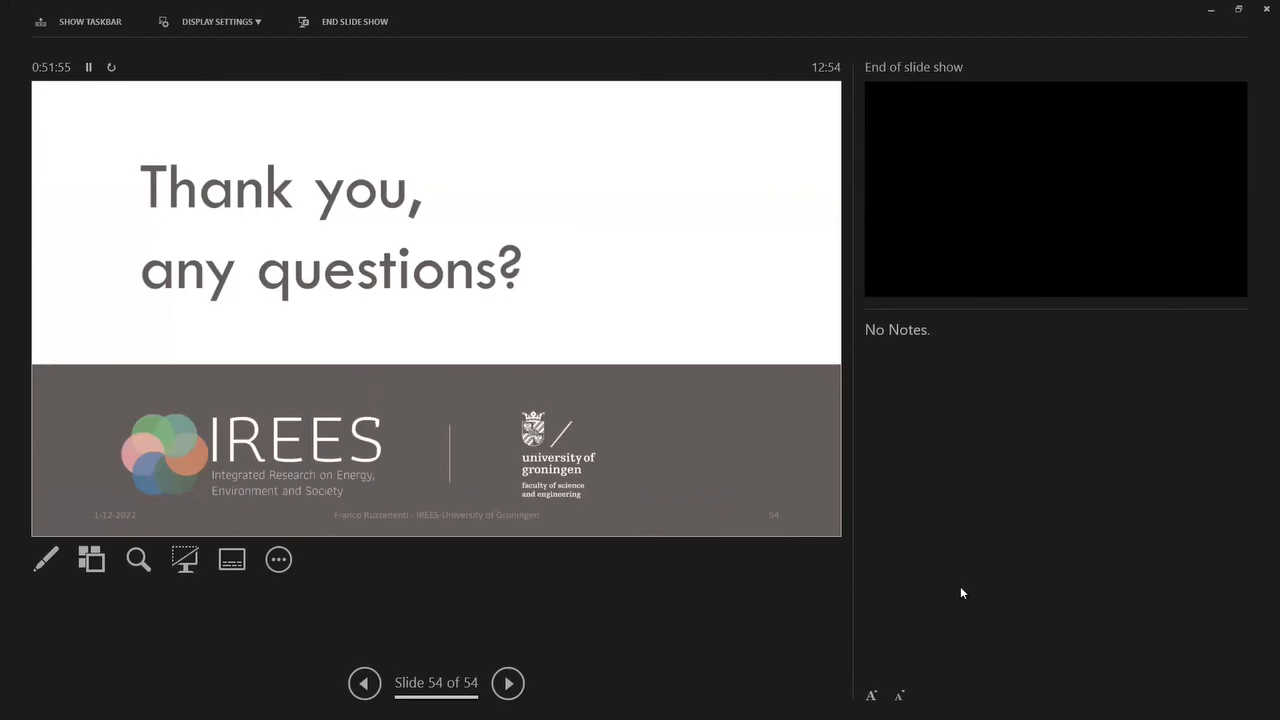 SHOW TASKBAR
DISPLAY SETTINGS ▼
END SLIDE SHOW
0:51:55
12:54
End of slide show
Thank you,
any questions?
No Notes.
IREES
Integrated Research on Energy,
Environment and Society
university of
groningen
faculty of science
and engineering
1-12-2022
Franco Ruzzenenti - IREES-University of Groningen
54
Slide 54 of 54
A
A